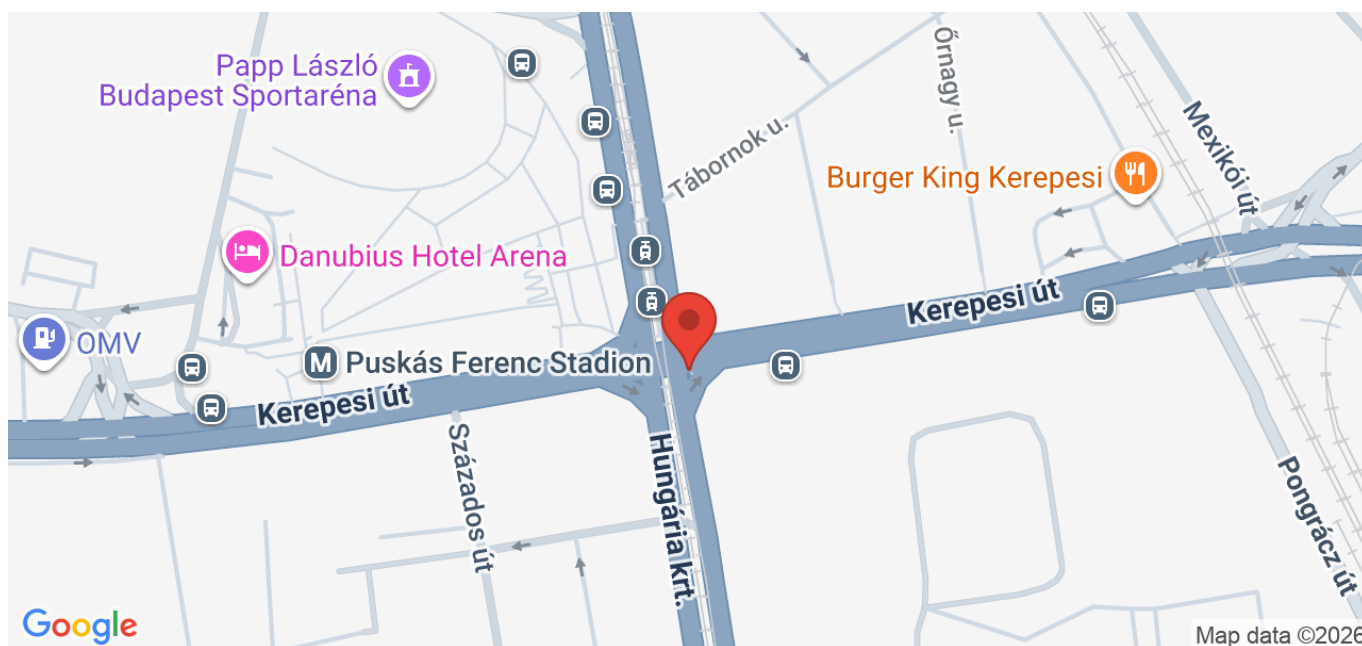 Papp László
Budapest Sportaréna
Tábornok u.
Őrnagy u.
Mexikói út
Burger King Kerepesi
Danubius Hotel Arena
Kerepesi út
OMV
M
Puskás Ferenc Stadion
Kerepesi út
Százados út
Hungária krt.
Pongrácz út
Google
Map data ©2026